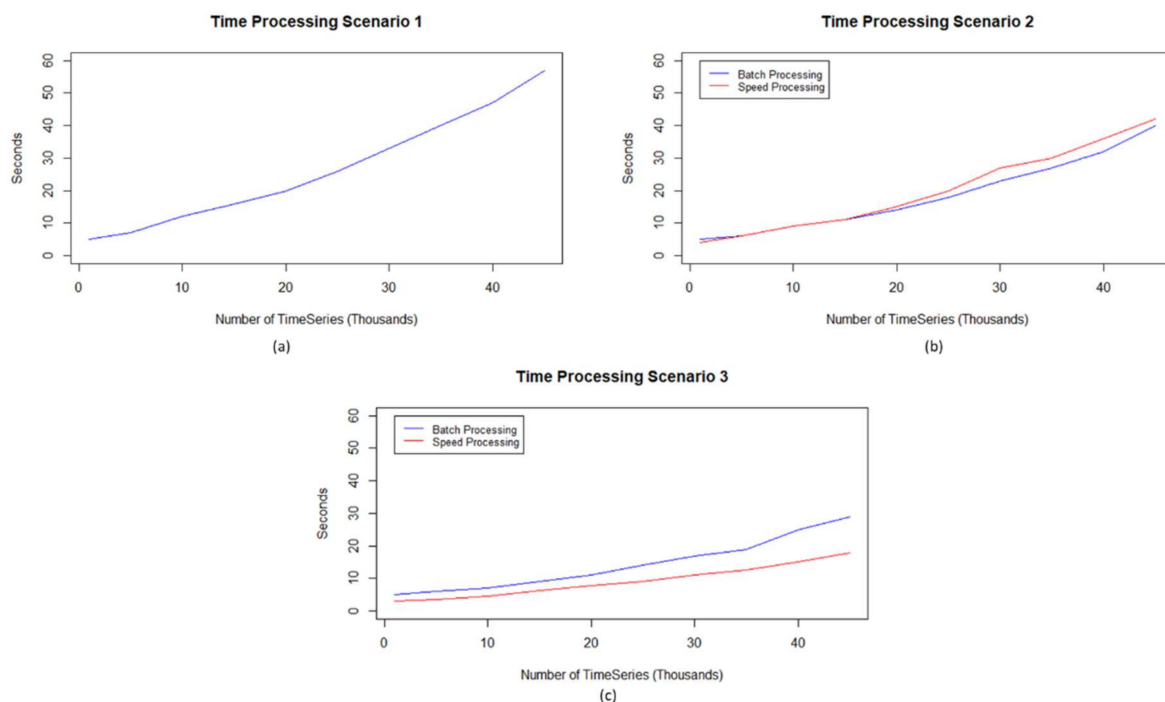 Time Processing Scenario 1
Seconds
0 10 20 30 40 50 60
0 10 20 30 40
Number of TimeSeries (Thousands)
(a)
Time Processing Scenario 2
Batch Processing
Speed Processing
Seconds
0 10 20 30 40 50 60
0 10 20 30 40
Number of TimeSeries (Thousands)
(b)
Time Processing Scenario 3
Batch Processing
Speed Processing
Seconds
0 10 20 30 40 50 60
0 10 20 30 40
Number of TimeSeries (Thousands)
(c)